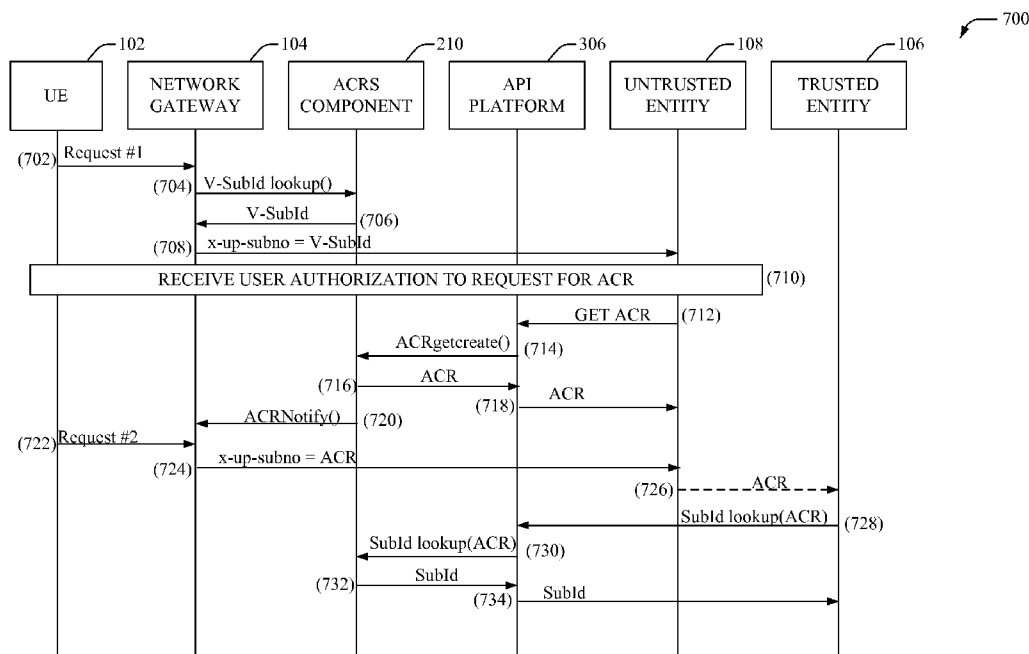 700
102
104
210
306
108
106
UE
NETWORK
GATEWAY
ACRS
COMPONENT
API
PLATFORM
UNTRUSTED
ENTITY
TRUSTED
ENTITY
(702) Request #1
(704) V-SubId lookup()
V-SubId (706)
(708) x-up-subno = V-SubId
RECEIVE USER AUTHORIZATION TO REQUEST FOR ACR (710)
GET ACR (712)
ACRgetcreate() (714)
(716) ACR
(718) ACR
ACRNotify() (720)
(722) Request #2
(724) x-up-subno = ACR
(726) ACR
SubId lookup(ACR) (728)
SubId lookup(ACR) (730)
(732) SubId
(734) SubId